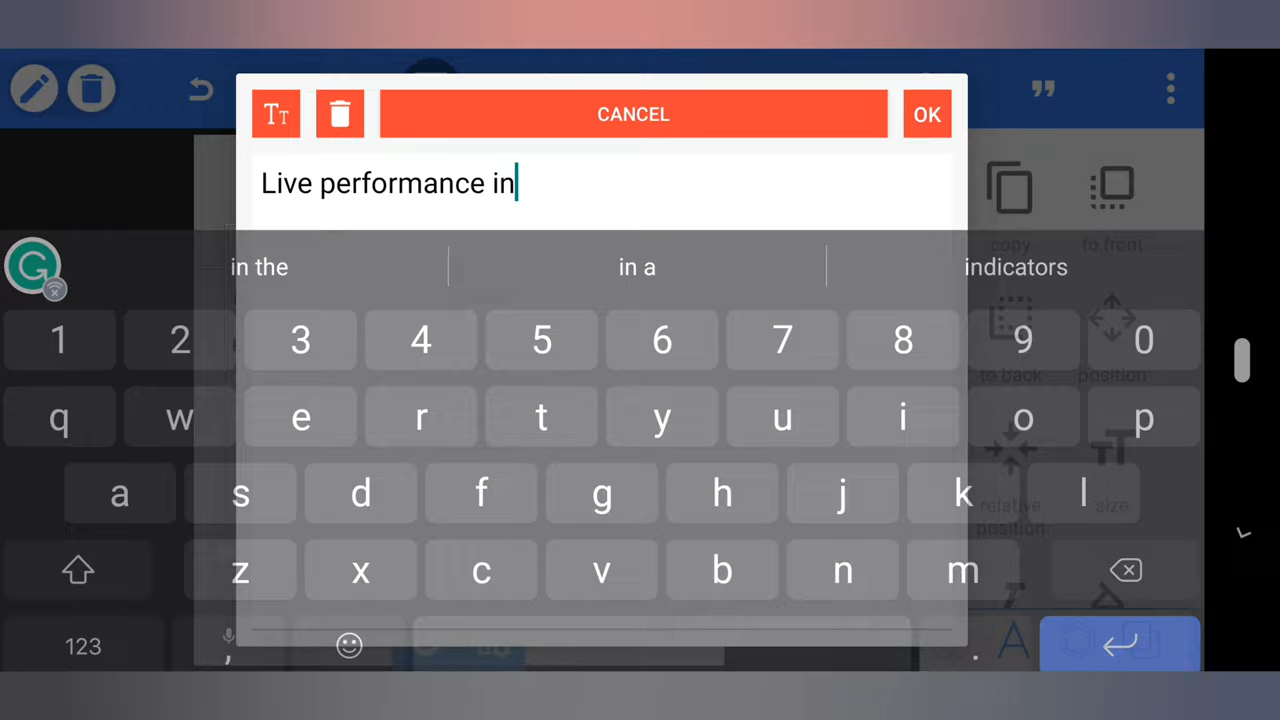 TT
CANCEL
OK
Live performance in
copy
to front
in the
in a
indicators
1 2 3 4 5 6 7 8 9 0
to back
position
q w e r t y u i o p
a s d f g h j k l
relative
position
size
z x c v b n m
123
,
.
A